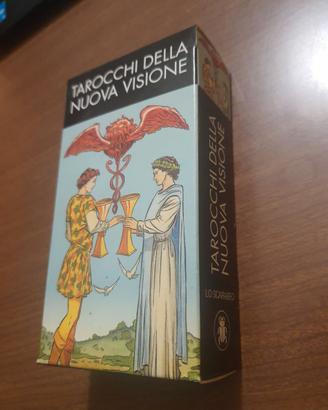 TAROCCHI DELLA
NUOVA VISIONE
TAROCCHI DELLA
NUOVA VISIONE
LO SCARABEO